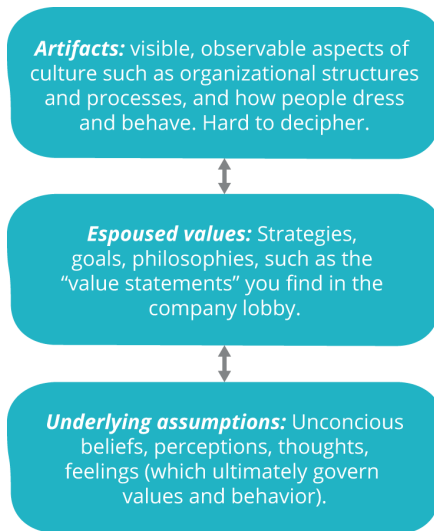 Artifacts: visible, observable aspects of
culture such as organizational structures
and processes, and how people dress
and behave. Hard to decipher.
Espoused values: Strategies,
goals, philosophies, such as the
“value statements” you find in the
company lobby.
Underlying assumptions: Unconcious
beliefs, perceptions, thoughts,
feelings (which ultimately govern
values and behavior).